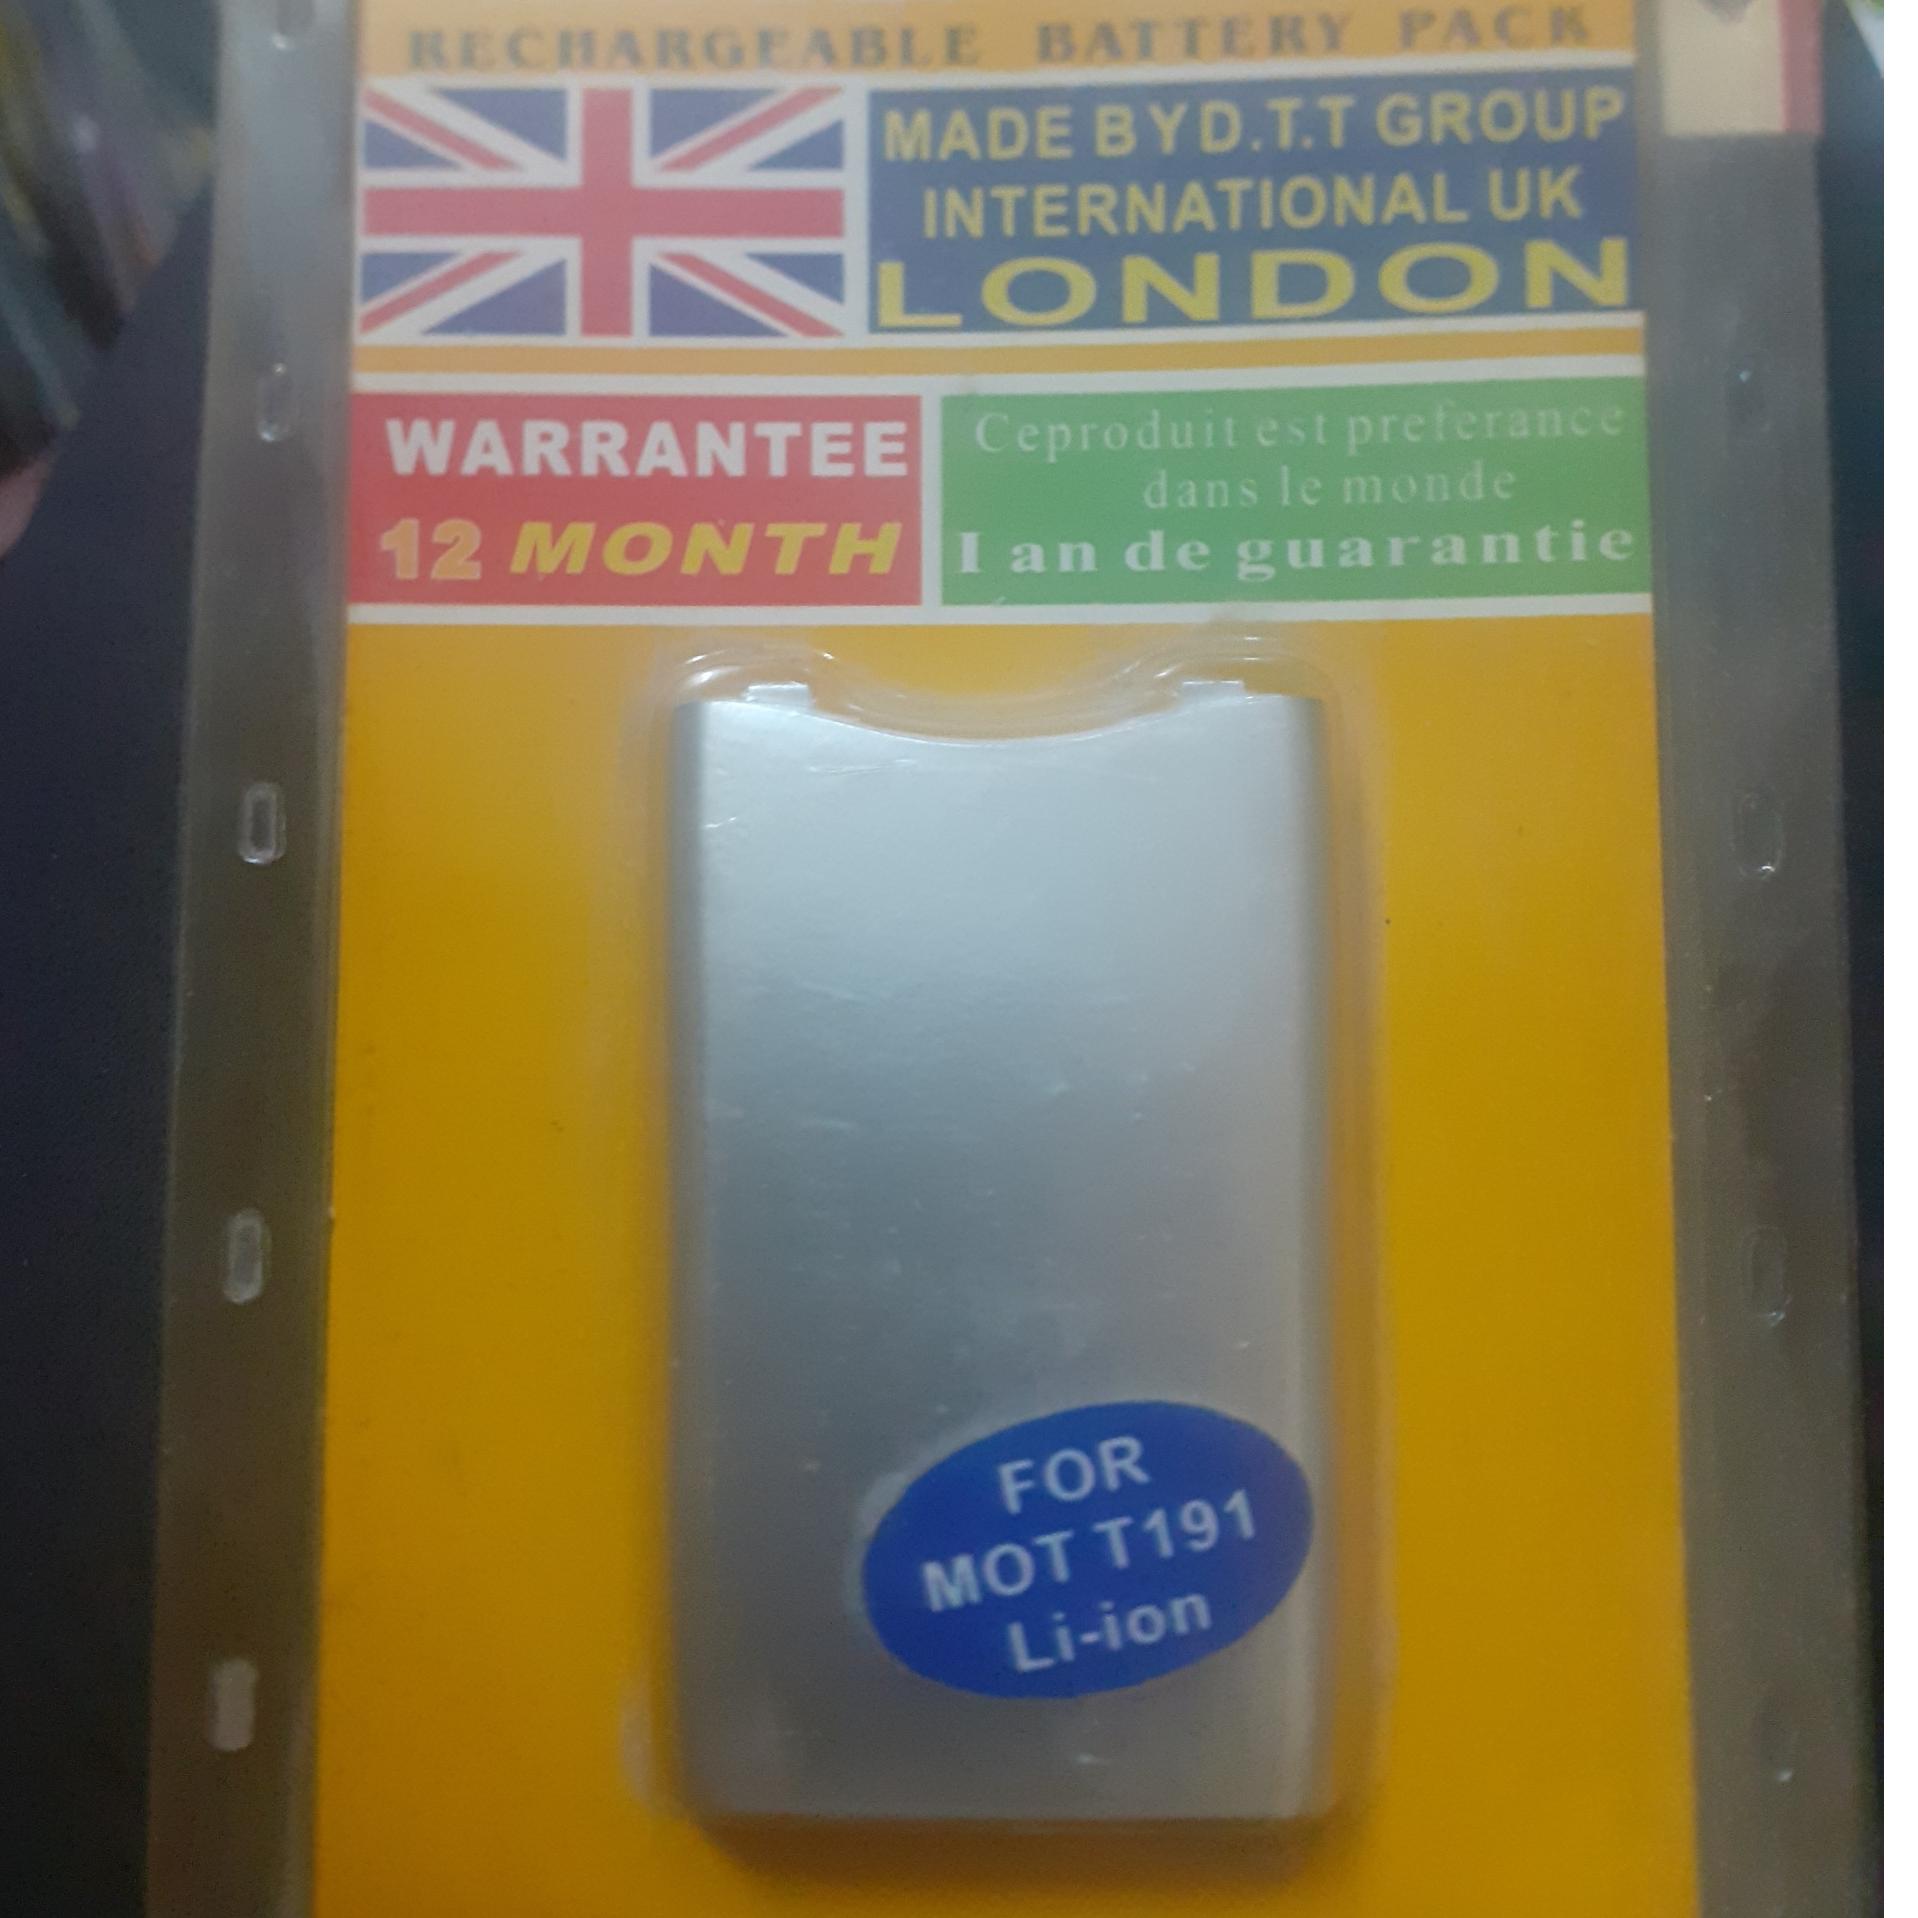 RECHARGEABLE BATTERY PACK
MADE BY D.T.T GROUP
INTERNATIONAL UK
LONDON
WARRANTEE
12 MONTH
Ceproduit est preferance
dans le monde
I an de guarantie
FOR
MOT T191
Li-ion